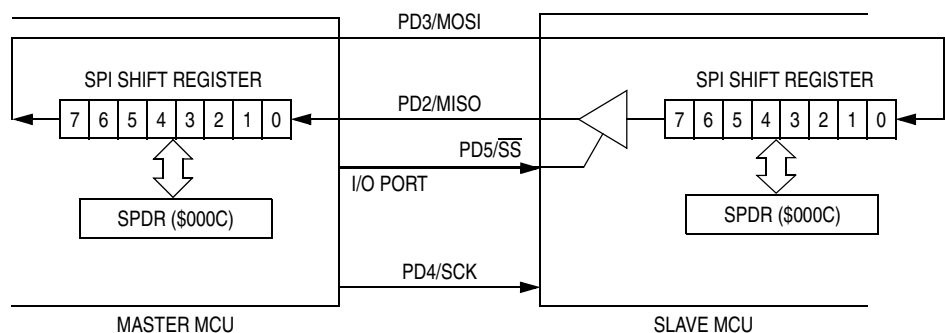 PD3/MOSI
SPI SHIFT REGISTER
SPI SHIFT REGISTER
7 6 5 4 3 2 1 0
PD2/MISO
7 6 5 4 3 2 1 0
PD5/S̅S̅
I/O PORT
SPDR ($000C)
SPDR ($000C)
PD4/SCK
MASTER MCU
SLAVE MCU